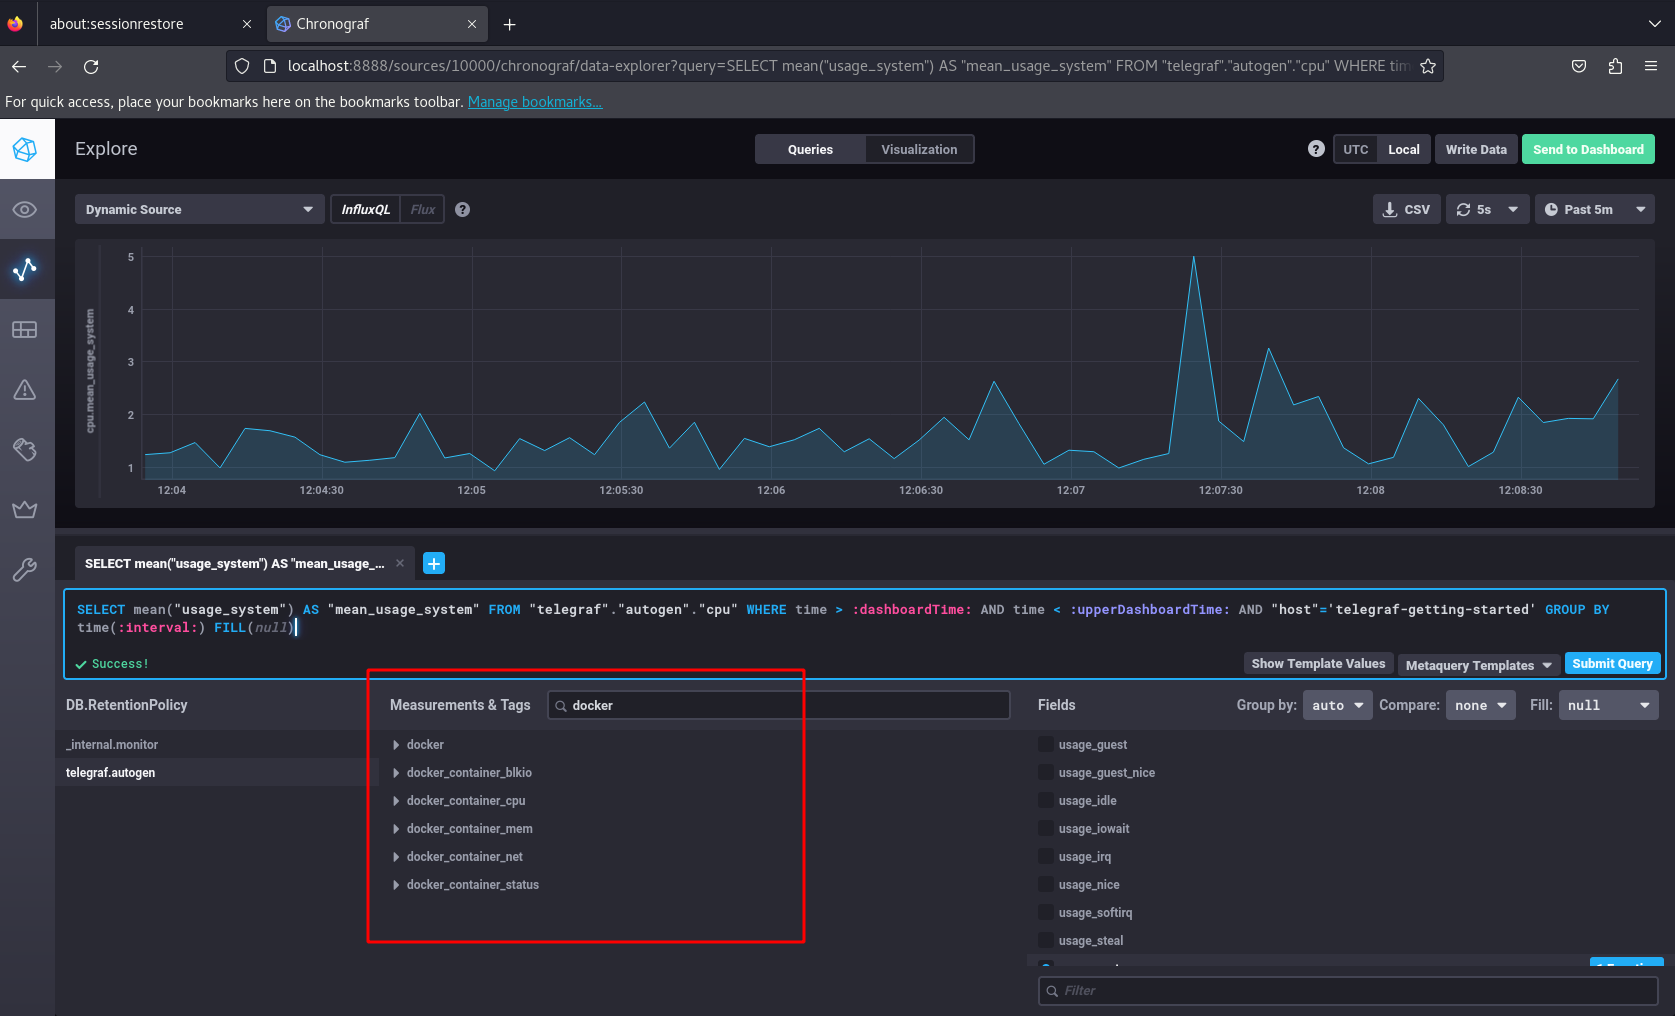 about:sessionrestore
Chronograf
localhost:8888/sources/10000/chronograf/data-explorer?query=SELECT mean("usage_system") AS "mean_usage_system" FROM "telegraf"."autogen"."cpu" WHERE tim
For quick access, place your bookmarks here on the bookmarks toolbar. Manage bookmarks...
Explore
Queries
Visualization
?
UTC
Local
Write Data
Send to Dashboard
Dynamic Source
InfluxQL
Flux
?
CSV
5s
Past 5m
cpu.mean_usage_system
5
4
3
2
1
12:04
12:04:30
12:05
12:05:30
12:06
12:06:30
12:07
12:07:30
12:08
12:08:30
SELECT mean("usage_system") AS "mean_usage_...
SELECT mean("usage_system") AS "mean_usage_system" FROM "telegraf"."autogen"."cpu" WHERE time > :dashboardTime: AND time < :upperDashboardTime: AND "host"='telegraf-getting-started' GROUP BY
time(:interval:) FILL(null)
Success!
Show Template Values
Metaquery Templates
Submit Query
DB.RetentionPolicy
Measurements & Tags
docker
Fields
Group by:
auto
Compare:
none
Fill:
null
_internal.monitor
telegraf.autogen
docker
docker_container_blkio
docker_container_cpu
docker_container_mem
docker_container_net
docker_container_status
usage_guest
usage_guest_nice
usage_idle
usage_iowait
usage_irq
usage_nice
usage_softirq
usage_steal
Filter